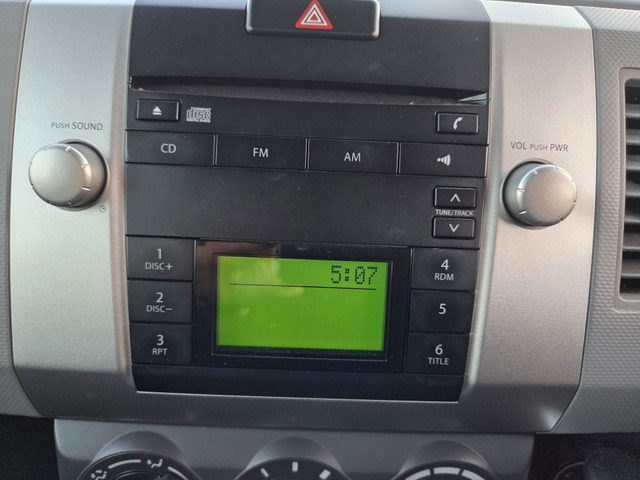 disc
PUSH SOUND
CD
FM
AM
VOL PUSH PWR
TUNE/TRACK
1
DISC+
2
DISC−
3
RPT
5:07
4
RDM
5
6
TITLE